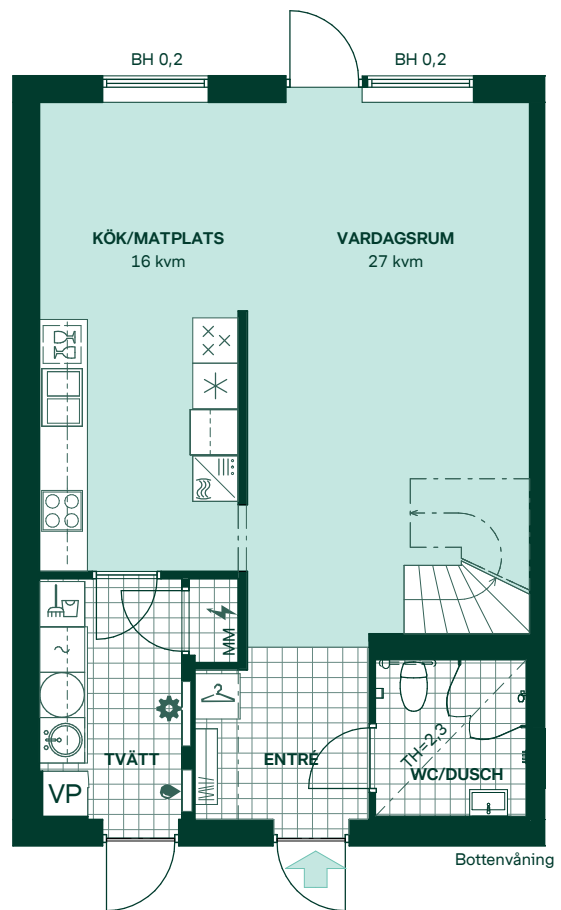 BH 0,2
BH 0,2
KÖK/MATPLATS
16 kvm
VARDAGSRUM
27 kvm
MM
TVÄTT
VP
ENTRÉ
TH=2,3
WC/DUSCH
Bottenvåning